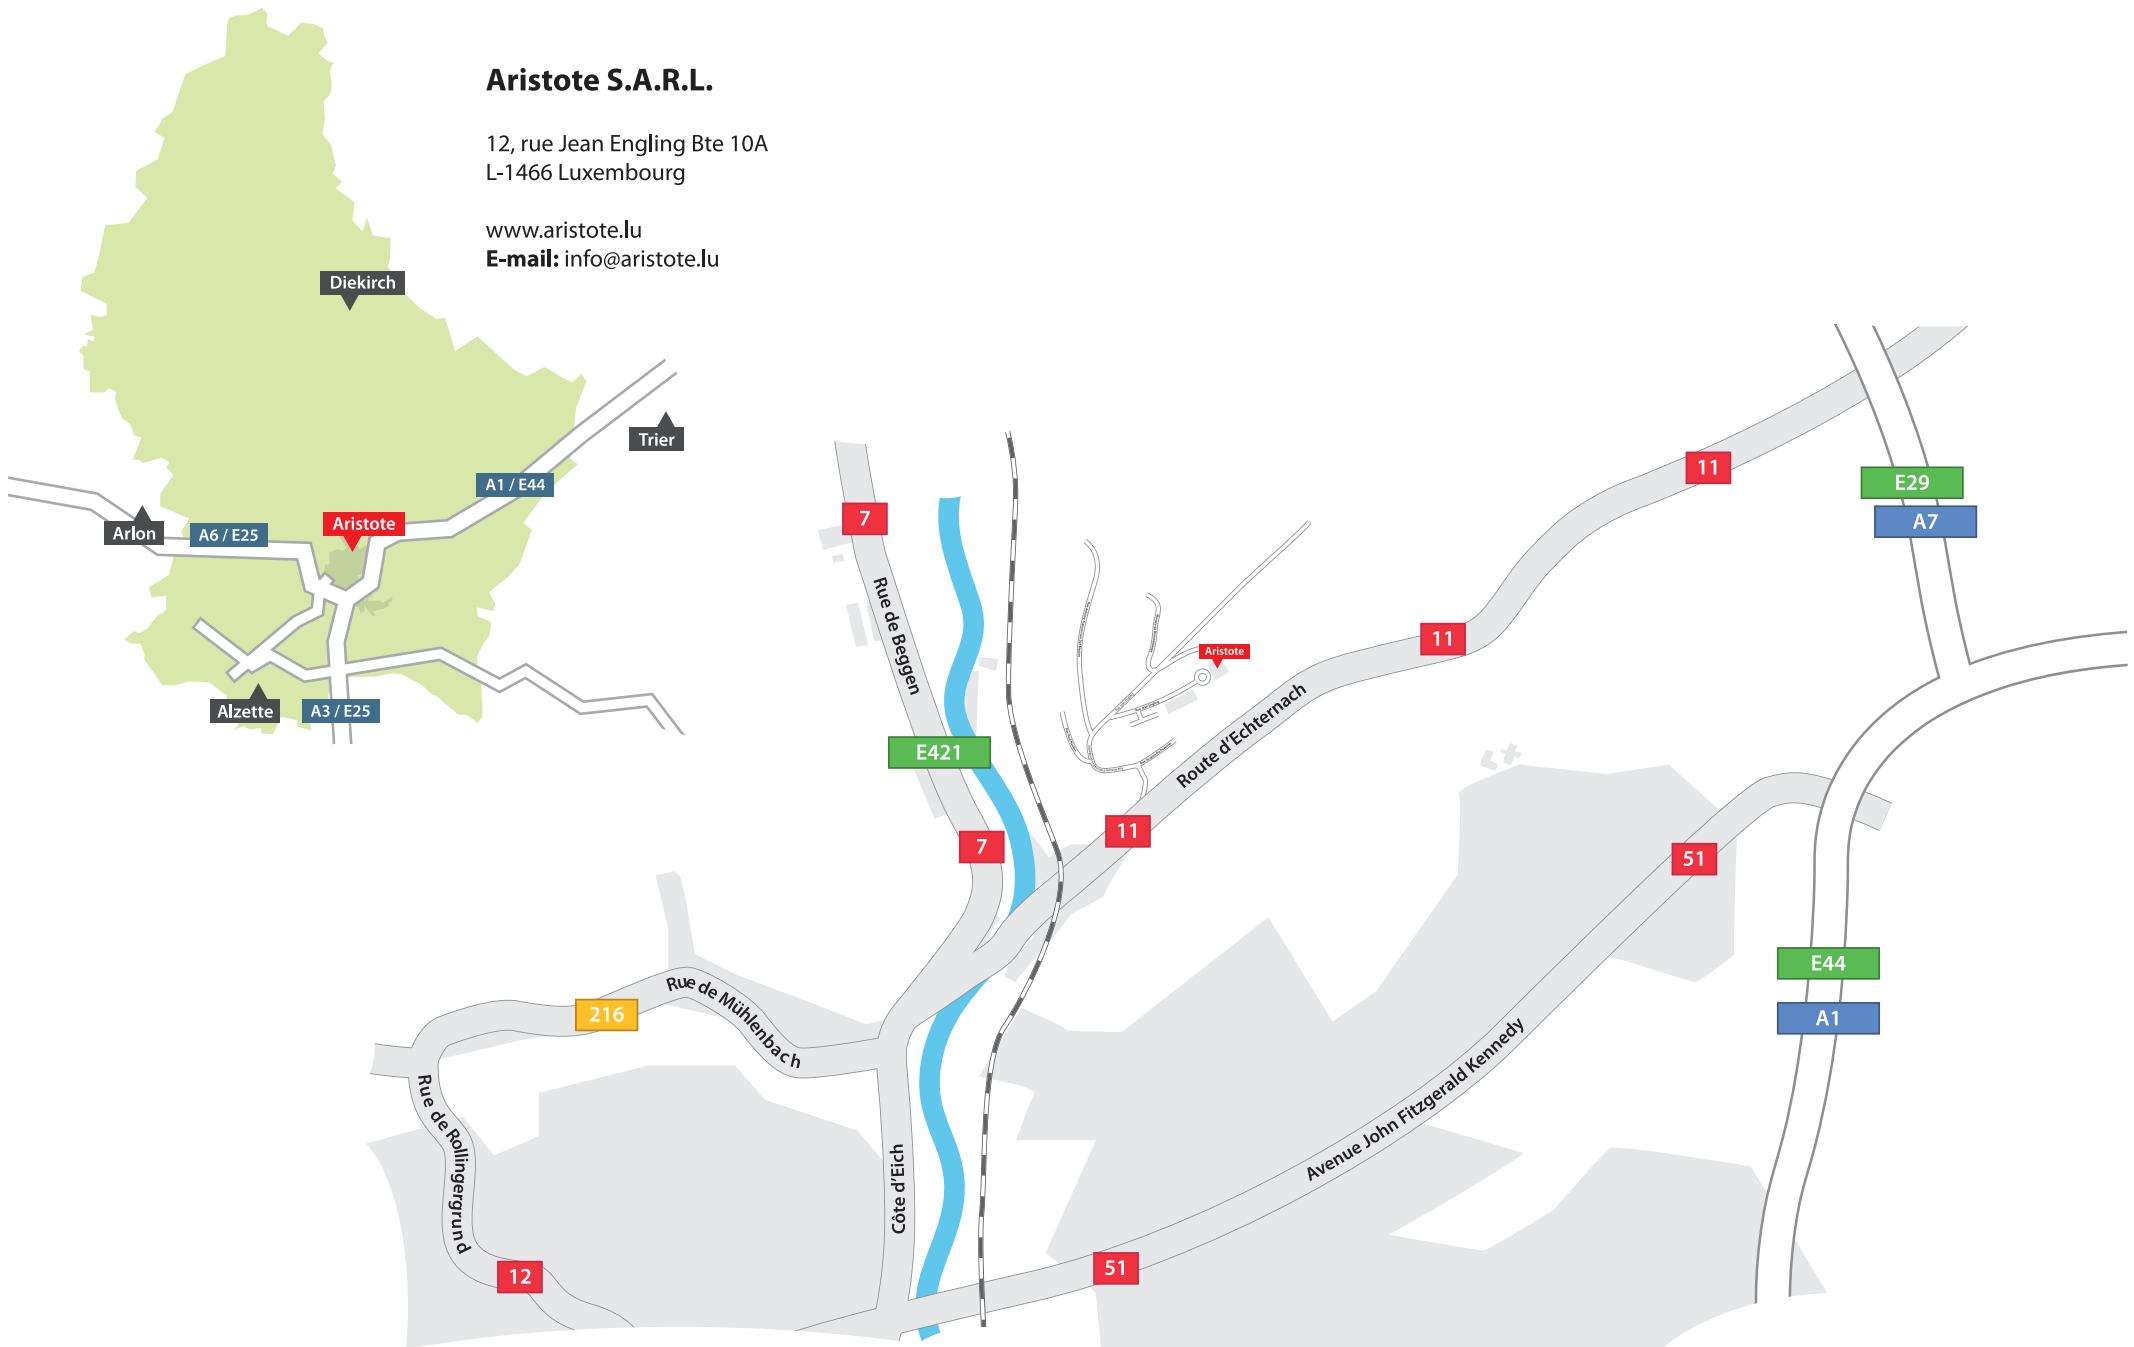 Aristote S.A.R.L.
12, rue Jean Engling Bte 10A
L-1466 Luxembourg
www.aristote.lu
E-mail: info@aristote.lu
Diekirch
Trier
A1 / E44
Aristote
Arlon
A6 / E25
Alzette
A3 / E25
7
Rue de Beggen
E421
7
11
E29
A7
11
Aristote
Route d'Echternach
11
51
E44
A1
216
Rue de Mühlenbach
Rue de Rollingergrund
12
Côte d'Eich
Avenue John Fitzgerald Kennedy
51